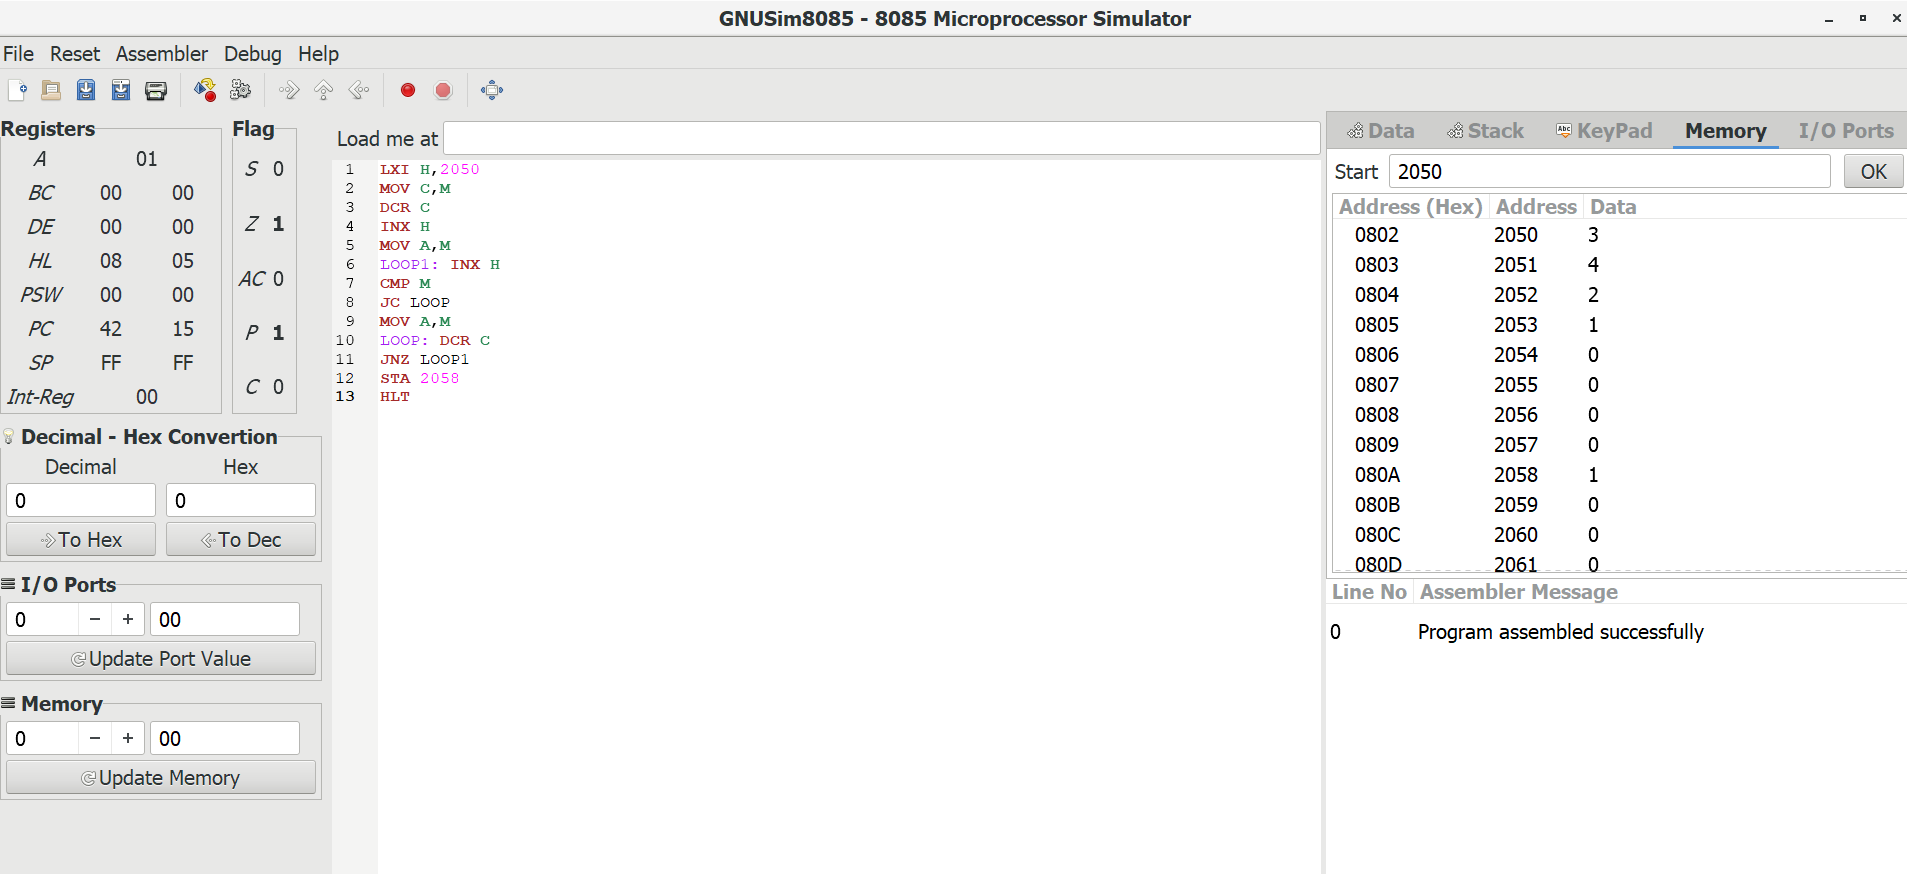 GNUSim8085 - 8085 Microprocessor Simulator
File Reset Assembler Debug Help
Registers
A 01
BC 00 00
DE 00 00
HL 08 05
PSW 00 00
PC 42 15
SP FF FF
Int-Reg 00
Flag
S 0
Z 1
AC 0
P 1
C 0
Decimal - Hex Convertion
Decimal Hex
0 0
To Hex To Dec
I/O Ports
0 − + 00
Update Port Value
Memory
0 − + 00
Update Memory
Load me at
1 LXI H,2050
2 MOV C,M
3 DCR C
4 INX H
5 MOV A,M
6 LOOP1: INX H
7 CMP M
8 JC LOOP
9 MOV A,M
10 LOOP: DCR C
11 JNZ LOOP1
12 STA 2058
13 HLT
Data Stack Abc KeyPad Memory I/O Ports
Start 2050 OK
Address (Hex) Address Data
0802 2050 3
0803 2051 4
0804 2052 2
0805 2053 1
0806 2054 0
0807 2055 0
0808 2056 0
0809 2057 0
080A 2058 1
080B 2059 0
080C 2060 0
080D 2061 0
Line No Assembler Message
0 Program assembled successfully